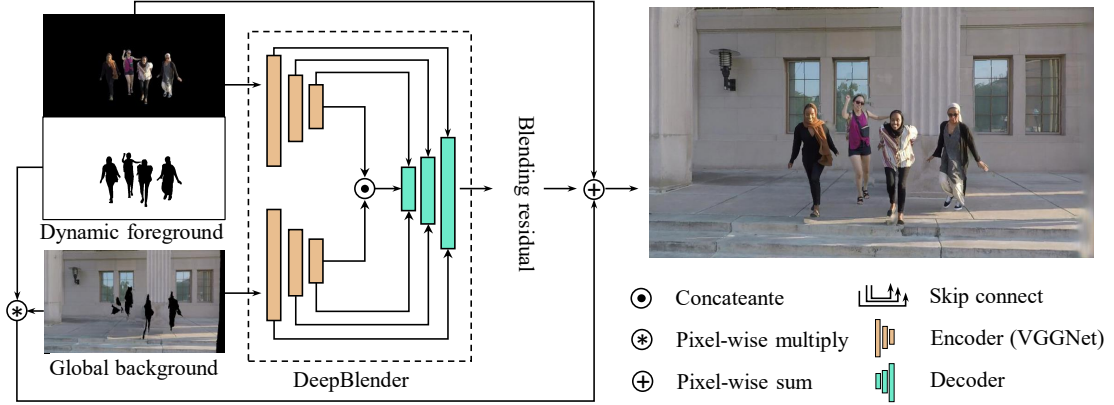 Dynamic foreground
Global background
DeepBlender
Blending residual
Concateante
Pixel-wise multiply
Pixel-wise sum
Skip connect
Encoder (VGGNet)
Decoder